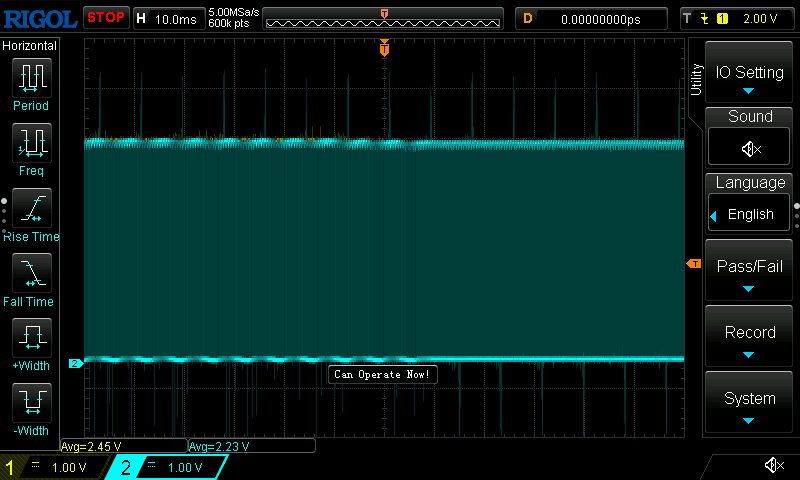 RIGOL STOP H 10.0ms 5.00MSa/s 600k pts T D 0.00000000ps T 1 2.00 V
Horizontal
Period
Freq
Rise Time
Fall Time
+Width
-Width
T
T
2
Can Operate Now!
Utility
IO Setting
Sound
Language
English
Pass/Fail
Record
System
Avg=2.45 V Avg=2.23 V
1 1.00 V 2 1.00 V